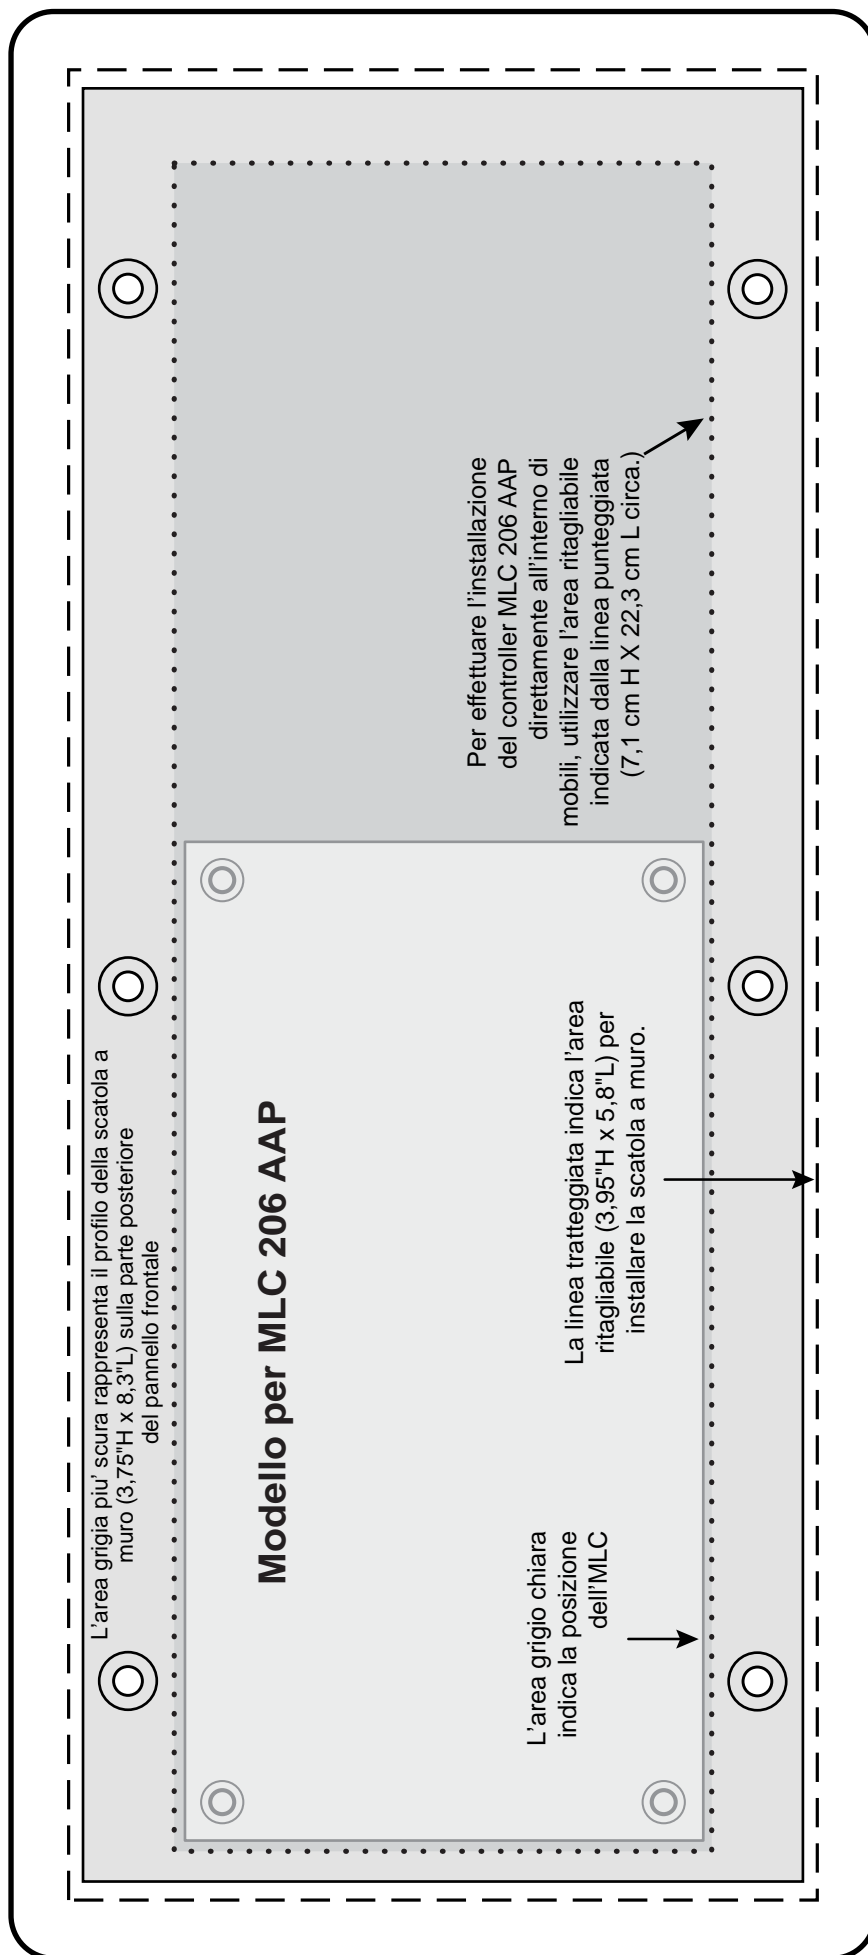 L'area grigia piu' scura rappresenta il profilo della scatola a
muro (3,75"H x 8,3"L) sulla parte posteriore
del pannello frontale
Modello per MLC 206 AAP
Per effettuare l'installazione
del controller MLC 206 AAP
direttamente all'interno di
mobili, utilizzare l'area ritagliabile
indicata dalla linea punteggiata
(7,1 cm H X 22,3 cm L circa.)
L'area grigio chiara
indica la posizione
dell'MLC
La linea tratteggiata indica l'area
ritagliabile (3,95"H x 5,8"L) per
installare la scatola a muro.